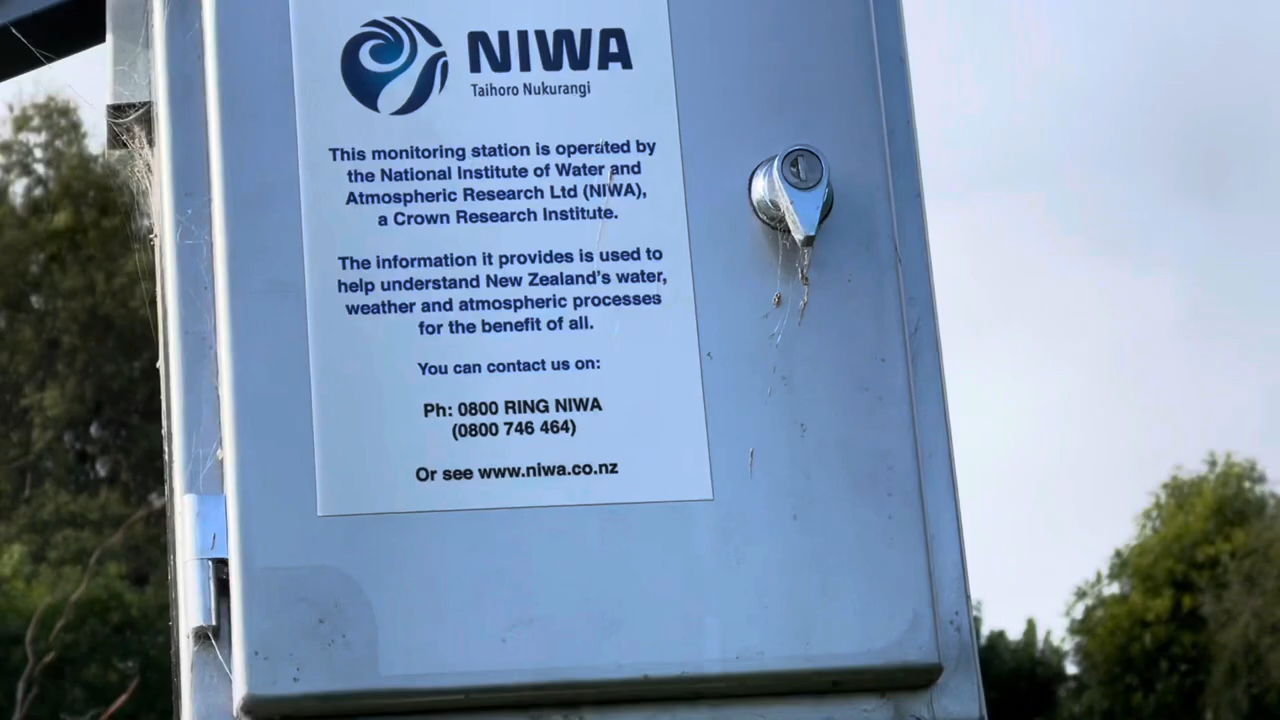 NIWA
Taihoro Nukurangi
This monitoring station is operated by
the National Institute of Water and
Atmospheric Research Ltd (NIWA),
a Crown Research Institute.
The information it provides is used to
help understand New Zealand's water,
weather and atmospheric processes
for the benefit of all.
You can contact us on:
Ph: 0800 RING NIWA
(0800 746 464)
Or see www.niwa.co.nz